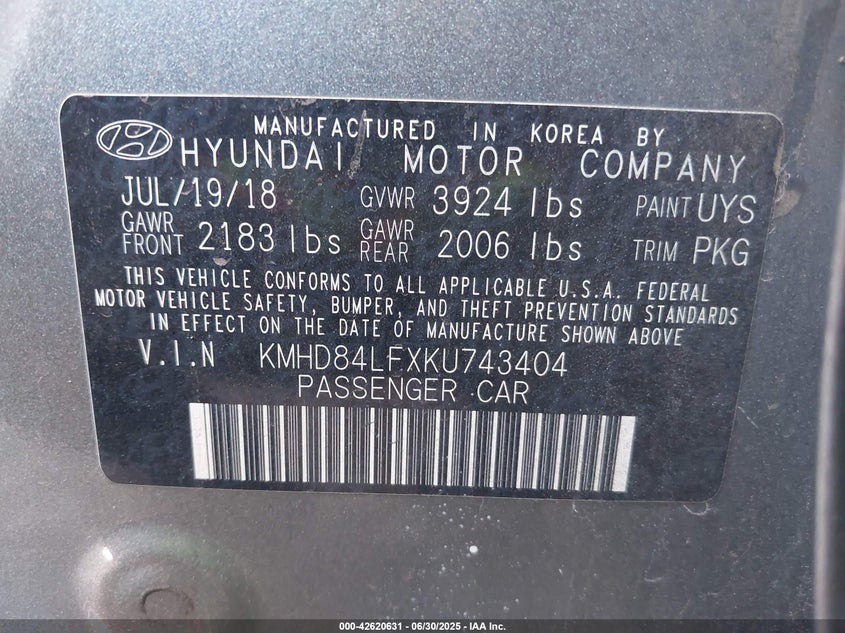 MANUFACTURED IN KOREA BY
HYUNDAI MOTOR COMPANY
JUL/19/18 GVWR 3924 lbs PAINT UYS
GAWR FRONT 2183 lbs GAWR REAR 2006 lbs TRIM PKG
THIS VEHICLE CONFORMS TO ALL APPLICABLE U.S.A. FEDERAL
MOTOR VEHICLE SAFETY, BUMPER, AND THEFT PREVENTION STANDARDS
IN EFFECT ON THE DATE OF MANUFACTURE SHOWN ABOVE
V.I.N KMHD84LFXKU743404
PASSENGER CAR
000-42620631 - 06/30/2025 - IAA Inc.